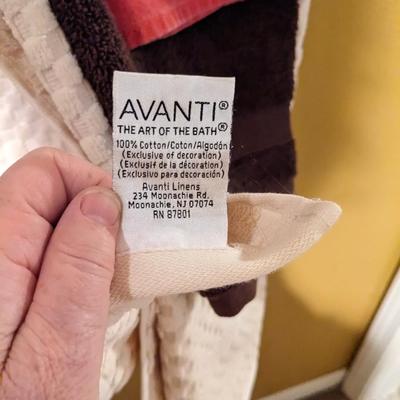 AVANTI®
THE ART OF THE BATH®
100% Cotton/Coton/Algodón
(Exclusive of decoration)
(Exclusif de la décoration)
(Exclusivo para decoración)
Avanti Linens
234 Moonachie Rd.
Moonachie, NJ 07074
RN 87801